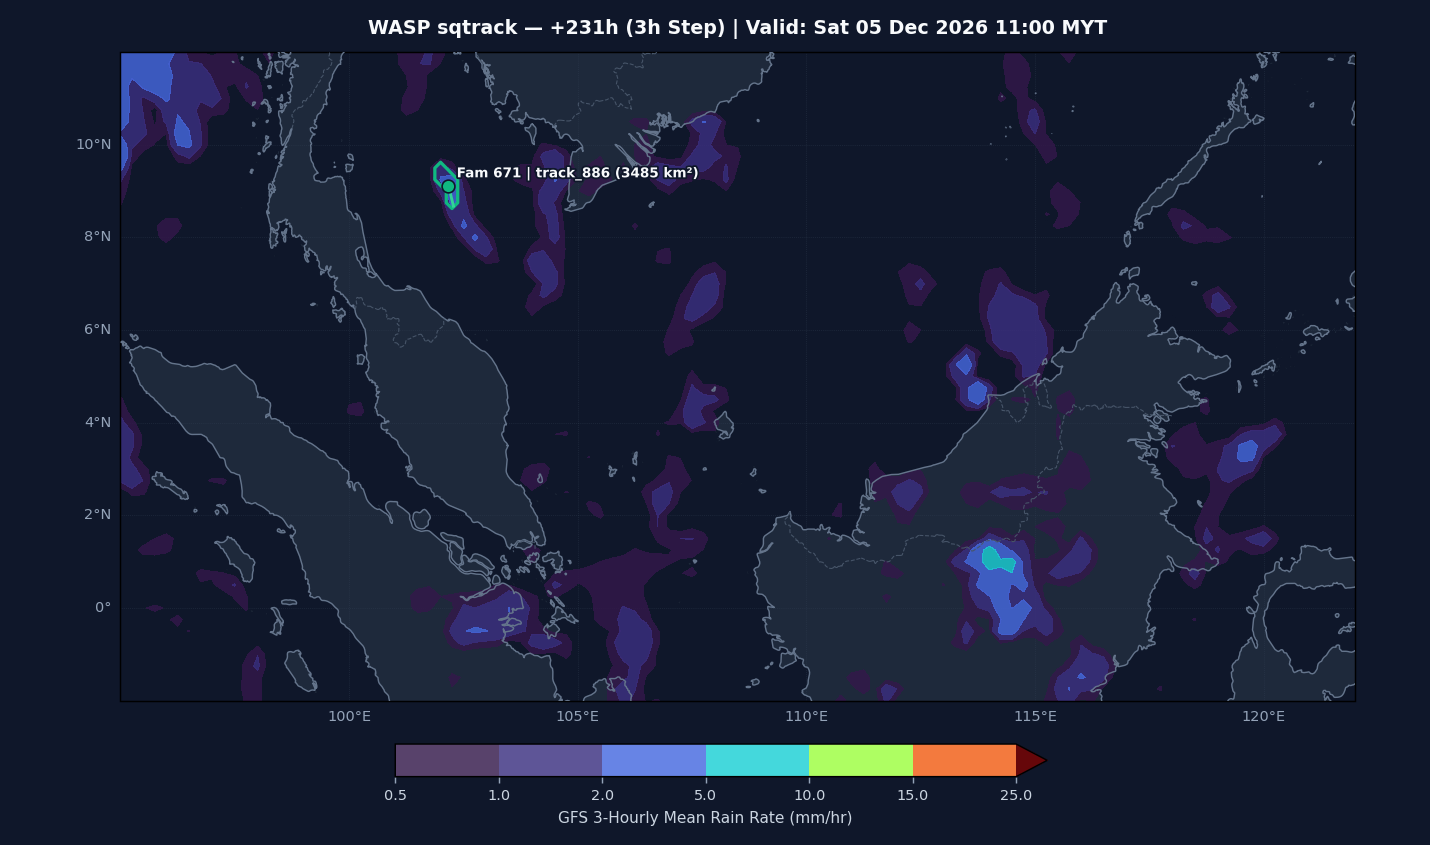 WASP sqtrack — +231h (3h Step) | Valid: Sat 05 Dec 2026 11:00 MYT
10°N
Fam 671 | track_886 (3485 km²)
8°N
6°N
4°N
2°N
0°
100°E 105°E 110°E 115°E 120°E
0.5 1.0 2.0 5.0 10.0 15.0 25.0
GFS 3-Hourly Mean Rain Rate (mm/hr)